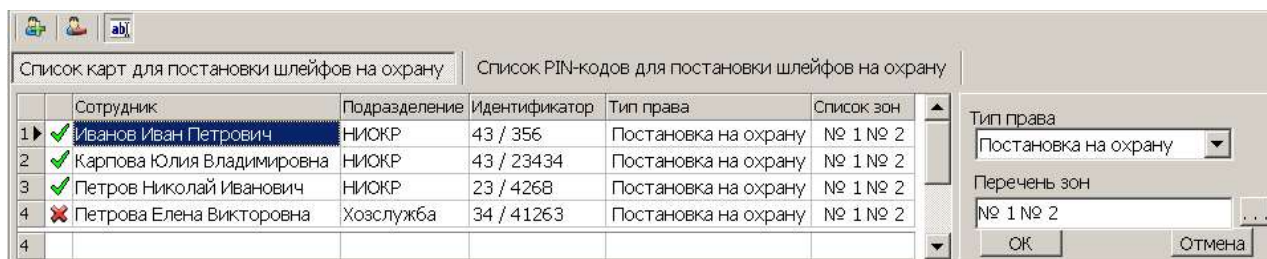 abI
Список карт для постановки шлейфов на охрану Список PIN-кодов для постановки шлейфов на охрану
Сотрудник Подразделение Идентификатор Тип права Список зон
1 Иванов Иван Петрович НИОКР 43 / 356 Постановка на охрану № 1 № 2
2 Карпова Юлия Владимировна НИОКР 43 / 23434 Постановка на охрану № 1 № 2
3 Петров Николай Иванович НИОКР 23 / 4268 Постановка на охрану № 1 № 2
4 Петрова Елена Викторовна Хозслужба 34 / 41263 Постановка на охрану № 1 № 2
4
Тип права
Постановка на охрану
Перечень зон
№ 1 № 2 ...
ОК Отмена